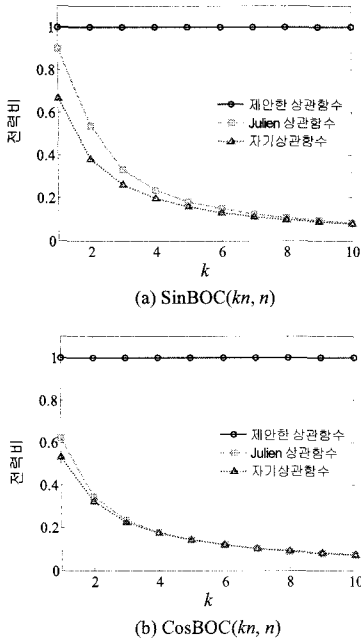 1
0.8
0.6
0.4
0.2
0
전력비
제안한 상관함수
Julien 상관함수
자기상관함수
2
4
6
8
10
k
(a) SinBOC(kn, n)
1
0.8
0.6
0.4
0.2
0
전력비
제안한 상관함수
Julien 상관함수
자기상관함수
2
4
6
8
10
k
(b) CosBOC(kn, n)